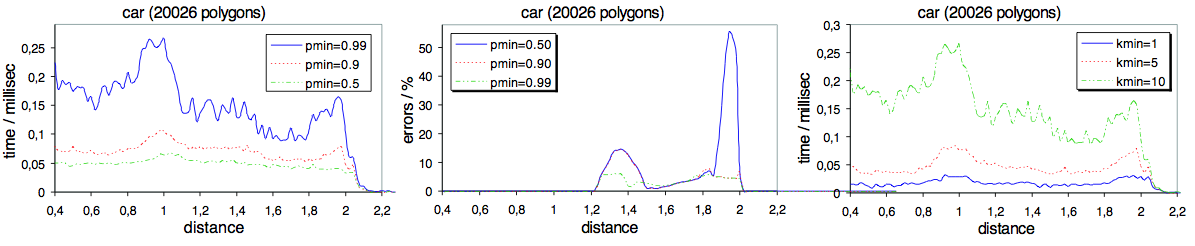 car (20026 polygons)
time / millisec
0,25
0,2
0,15
0,1
0,05
0
0,4 0,6 0,8 1 1,2 1,4 1,6 1,8 2 2,2
distance
pmin=0.99
pmin=0.9
pmin=0.5
car (20026 polygons)
errors / %
50
40
30
20
10
0
0,4 0,6 0,8 1 1,2 1,4 1,6 1,8 2 2,2
distance
pmin=0.50
pmin=0.90
pmin=0.99
car (20026 polygons)
time / millisec
0,3
0,25
0,2
0,15
0,1
0,05
0
0,4 0,6 0,8 1 1,2 1,4 1,6 1,8 2 2,2
distance
kmin=1
kmin=5
kmin=10